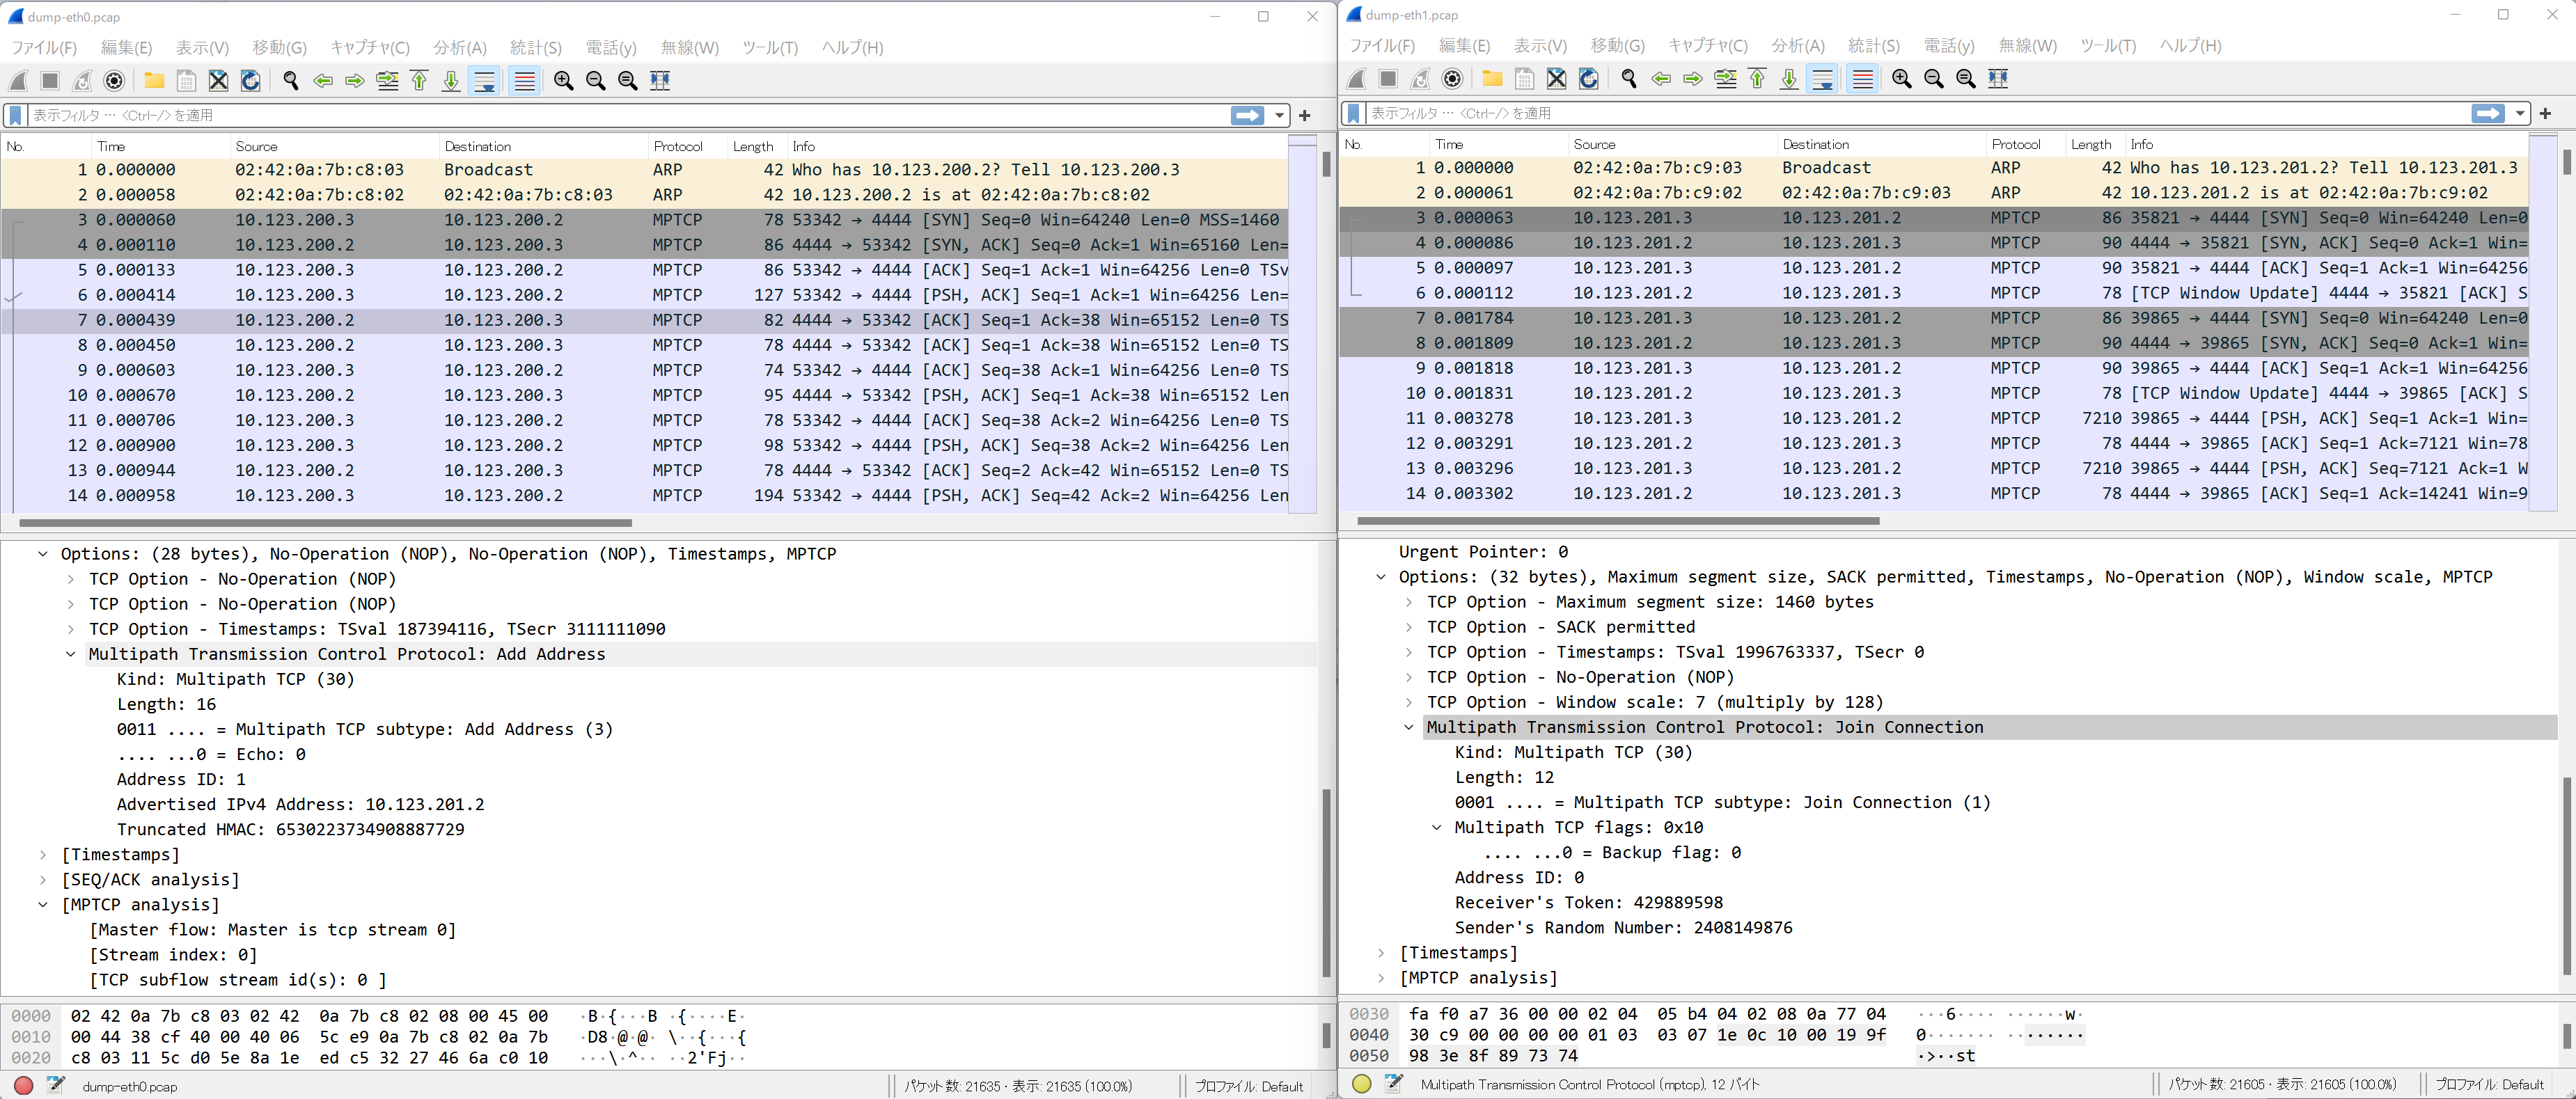 dump-eth0.pcap
ファイル(F) 編集(E) 表示(V) 移動(G) キャプチャ(C) 分析(A) 統計(S) 電話(y) 無線(W) ツール(T) ヘルプ(H)
表示フィルタ … <Ctrl-/> を適用
No. Time Source Destination Protocol Length Info
1 0.000000 02:42:0a:7b:c8:03 Broadcast ARP 42 Who has 10.123.200.2? Tell 10.123.200.3
2 0.000058 02:42:0a:7b:c8:02 02:42:0a:7b:c8:03 ARP 42 10.123.200.2 is at 02:42:0a:7b:c8:02
3 0.000060 10.123.200.3 10.123.200.2 MPTCP 78 53342 → 4444 [SYN] Seq=0 Win=64240 Len=0 MSS=1460
4 0.000110 10.123.200.2 10.123.200.3 MPTCP 86 4444 → 53342 [SYN, ACK] Seq=0 Ack=1 Win=65160 Len=
5 0.000133 10.123.200.3 10.123.200.2 MPTCP 86 53342 → 4444 [ACK] Seq=1 Ack=1 Win=64256 Len=0 TSv
6 0.000414 10.123.200.3 10.123.200.2 MPTCP 127 53342 → 4444 [PSH, ACK] Seq=1 Ack=1 Win=64256 Len=
7 0.000439 10.123.200.2 10.123.200.3 MPTCP 82 4444 → 53342 [ACK] Seq=1 Ack=38 Win=65152 Len=0 TS
8 0.000450 10.123.200.2 10.123.200.3 MPTCP 78 4444 → 53342 [ACK] Seq=1 Ack=38 Win=65152 Len=0 TS
9 0.000603 10.123.200.3 10.123.200.2 MPTCP 74 53342 → 4444 [ACK] Seq=38 Ack=1 Win=64256 Len=0 TS
10 0.000670 10.123.200.2 10.123.200.3 MPTCP 95 4444 → 53342 [PSH, ACK] Seq=1 Ack=38 Win=65152 Len
11 0.000706 10.123.200.3 10.123.200.2 MPTCP 78 53342 → 4444 [ACK] Seq=38 Ack=2 Win=64256 Len=0 TS
12 0.000900 10.123.200.3 10.123.200.2 MPTCP 98 53342 → 4444 [PSH, ACK] Seq=38 Ack=2 Win=64256 Len
13 0.000944 10.123.200.2 10.123.200.3 MPTCP 78 4444 → 53342 [ACK] Seq=2 Ack=42 Win=65152 Len=0 TS
14 0.000958 10.123.200.3 10.123.200.2 MPTCP 194 53342 → 4444 [PSH, ACK] Seq=42 Ack=2 Win=64256 Len
Options: (28 bytes), No-Operation (NOP), No-Operation (NOP), Timestamps, MPTCP
TCP Option - No-Operation (NOP)
TCP Option - No-Operation (NOP)
TCP Option - Timestamps: TSval 187394116, TSecr 3111111090
Multipath Transmission Control Protocol: Add Address
Kind: Multipath TCP (30)
Length: 16
0011 .... = Multipath TCP subtype: Add Address (3)
.... ...0 = Echo: 0
Address ID: 1
Advertised IPv4 Address: 10.123.201.2
Truncated HMAC: 6530223734908887729
[Timestamps]
[SEQ/ACK analysis]
[MPTCP analysis]
[Master flow: Master is tcp stream 0]
[Stream index: 0]
[TCP subflow stream id(s): 0 ]
0000 02 42 0a 7b c8 03 02 42 0a 7b c8 02 08 00 45 00 ·B·{···B ·{····E·
0010 00 44 38 cf 40 00 40 06 5c e9 0a 7b c8 02 0a 7b ·D8·@·@· \··{···{
0020 c8 03 11 5c d0 5e 8a 1e ed c5 32 27 46 6a c0 10 ···\·^·· ··2'Fj··
dump-eth0.pcap パケット数: 21635 · 表示: 21635 (100.0%) プロファイル: Default
dump-eth1.pcap
ファイル(F) 編集(E) 表示(V) 移動(G) キャプチャ(C) 分析(A) 統計(S) 電話(y) 無線(W) ツール(T) ヘルプ(H)
表示フィルタ … <Ctrl-/> を適用
No. Time Source Destination Protocol Length Info
1 0.000000 02:42:0a:7b:c9:03 Broadcast ARP 42 Who has 10.123.201.2? Tell 10.123.201.3
2 0.000061 02:42:0a:7b:c9:02 02:42:0a:7b:c9:03 ARP 42 10.123.201.2 is at 02:42:0a:7b:c9:02
3 0.000063 10.123.201.3 10.123.201.2 MPTCP 86 35821 → 4444 [SYN] Seq=0 Win=64240 Len=0
4 0.000086 10.123.201.2 10.123.201.3 MPTCP 90 4444 → 35821 [SYN, ACK] Seq=0 Ack=1 Win=
5 0.000097 10.123.201.3 10.123.201.2 MPTCP 90 35821 → 4444 [ACK] Seq=1 Ack=1 Win=64256
6 0.000112 10.123.201.2 10.123.201.3 MPTCP 78 [TCP Window Update] 4444 → 35821 [ACK] S
7 0.001784 10.123.201.3 10.123.201.2 MPTCP 86 39865 → 4444 [SYN] Seq=0 Win=64240 Len=0
8 0.001809 10.123.201.2 10.123.201.3 MPTCP 90 4444 → 39865 [SYN, ACK] Seq=0 Ack=1 Win=
9 0.001818 10.123.201.3 10.123.201.2 MPTCP 90 39865 → 4444 [ACK] Seq=1 Ack=1 Win=64256
10 0.001831 10.123.201.2 10.123.201.3 MPTCP 78 [TCP Window Update] 4444 → 39865 [ACK] S
11 0.003278 10.123.201.3 10.123.201.2 MPTCP 7210 39865 → 4444 [PSH, ACK] Seq=1 Ack=1 Win=
12 0.003291 10.123.201.2 10.123.201.3 MPTCP 78 4444 → 39865 [ACK] Seq=1 Ack=7121 Win=78
13 0.003296 10.123.201.3 10.123.201.2 MPTCP 7210 39865 → 4444 [PSH, ACK] Seq=7121 Ack=1 W
14 0.003302 10.123.201.2 10.123.201.3 MPTCP 78 4444 → 39865 [ACK] Seq=1 Ack=14241 Win=9
Urgent Pointer: 0
Options: (32 bytes), Maximum segment size, SACK permitted, Timestamps, No-Operation (NOP), Window scale, MPTCP
TCP Option - Maximum segment size: 1460 bytes
TCP Option - SACK permitted
TCP Option - Timestamps: TSval 1996763337, TSecr 0
TCP Option - No-Operation (NOP)
TCP Option - Window scale: 7 (multiply by 128)
Multipath Transmission Control Protocol: Join Connection
Kind: Multipath TCP (30)
Length: 12
0001 .... = Multipath TCP subtype: Join Connection (1)
Multipath TCP flags: 0x10
.... ...0 = Backup flag: 0
Address ID: 0
Receiver's Token: 429889598
Sender's Random Number: 2408149876
[Timestamps]
[MPTCP analysis]
0030 fa f0 a7 36 00 00 02 04 05 b4 04 02 08 0a 77 04 ···6···· ······w·
0040 30 c9 00 00 00 00 01 03 03 07 1e 0c 10 00 19 9f 0······· ········
0050 98 3e 8f 89 73 74 ·>··st
Multipath Transmission Control Protocol (mptcp), 12 バイト パケット数: 21605 · 表示: 21605 (100.0%) プロファイル: Default